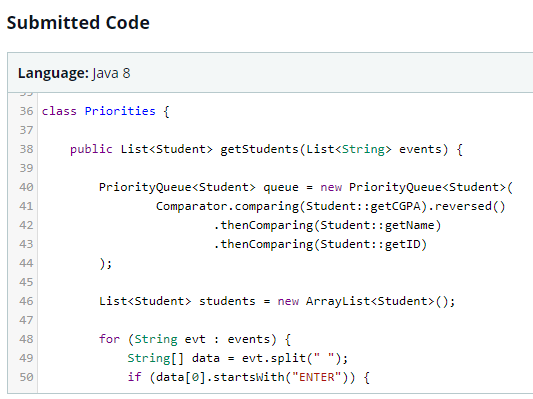 Submitted Code
Language: Java 8
35
36 class Priorities {
37
38 public List<Student> getStudents(List<String> events) {
39
40 PriorityQueue<Student> queue = new PriorityQueue<Student>(
41 Comparator.comparing(Student::getCGPA).reversed()
42 .thenComparing(Student::getName)
43 .thenComparing(Student::getID)
44 );
45
46 List<Student> students = new ArrayList<Student>();
47
48 for (String evt : events) {
49 String[] data = evt.split(" ");
50 if (data[0].startsWith("ENTER")) {